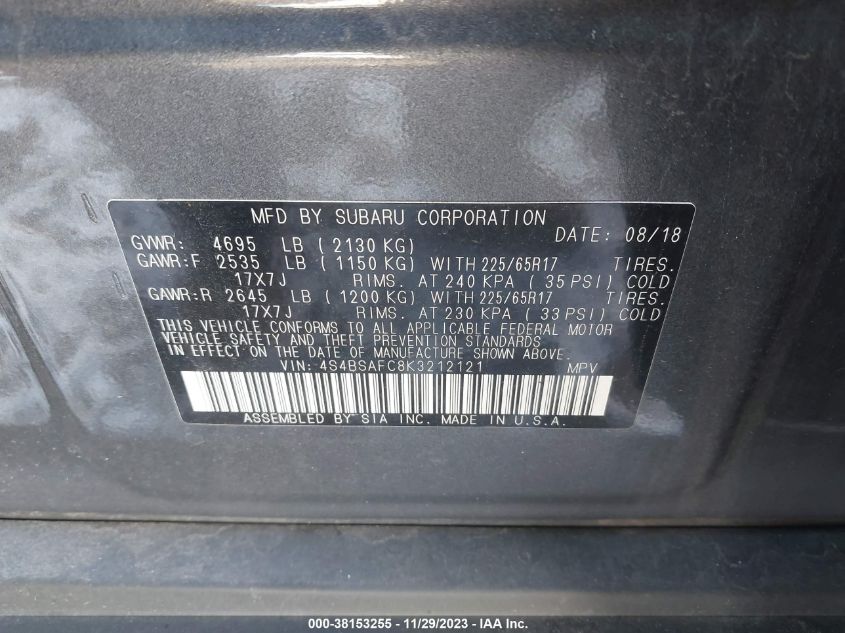 MFD BY SUBARU CORPORATION
DATE: 08/18
GVWR: 4695 LB ( 2130 KG)
GAWR:F 2535 LB ( 1150 KG) WITH 225/65R17 TIRES.
17X7J RIMS. AT 240 KPA ( 35 PSI) COLD
GAWR:R 2645 LB ( 1200 KG) WITH 225/65R17 TIRES.
17X7J RIMS. AT 230 KPA ( 33 PSI) COLD
THIS VEHICLE CONFORMS TO ALL APPLICABLE FEDERAL MOTOR
VEHICLE SAFETY AND THEFT PREVENTION STANDARDS
IN EFFECT ON THE DATE OF MANUFACTURE SHOWN ABOVE.
VIN: 4S4BSAFC8K3212121 MPV
ASSEMBLED BY SIA INC. MADE IN U.S.A.
000-38153255 - 11/29/2023 - IAA Inc.